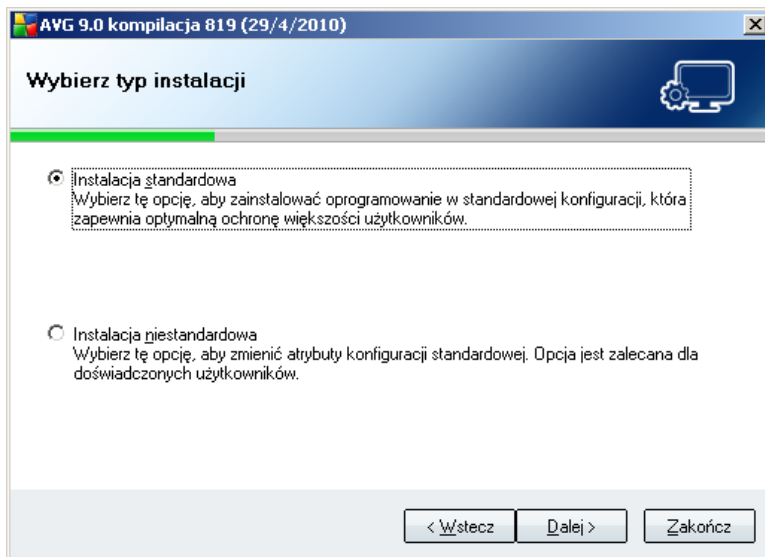 AVG 9.0 kompilacja 819 (29/4/2010)
Wybierz typ instalacji
Instalacja standardowa
Wybierz tę opcję, aby zainstalować oprogramowanie w standardowej konfiguracji, która
zapewnia optymalną ochronę większości użytkowników.
Instalacja niestandardowa
Wybierz tę opcję, aby zmienić atrybuty konfiguracji standardowej. Opcja jest zalecana dla
doświadczonych użytkowników.
< Wstecz Dalej > Zakończ